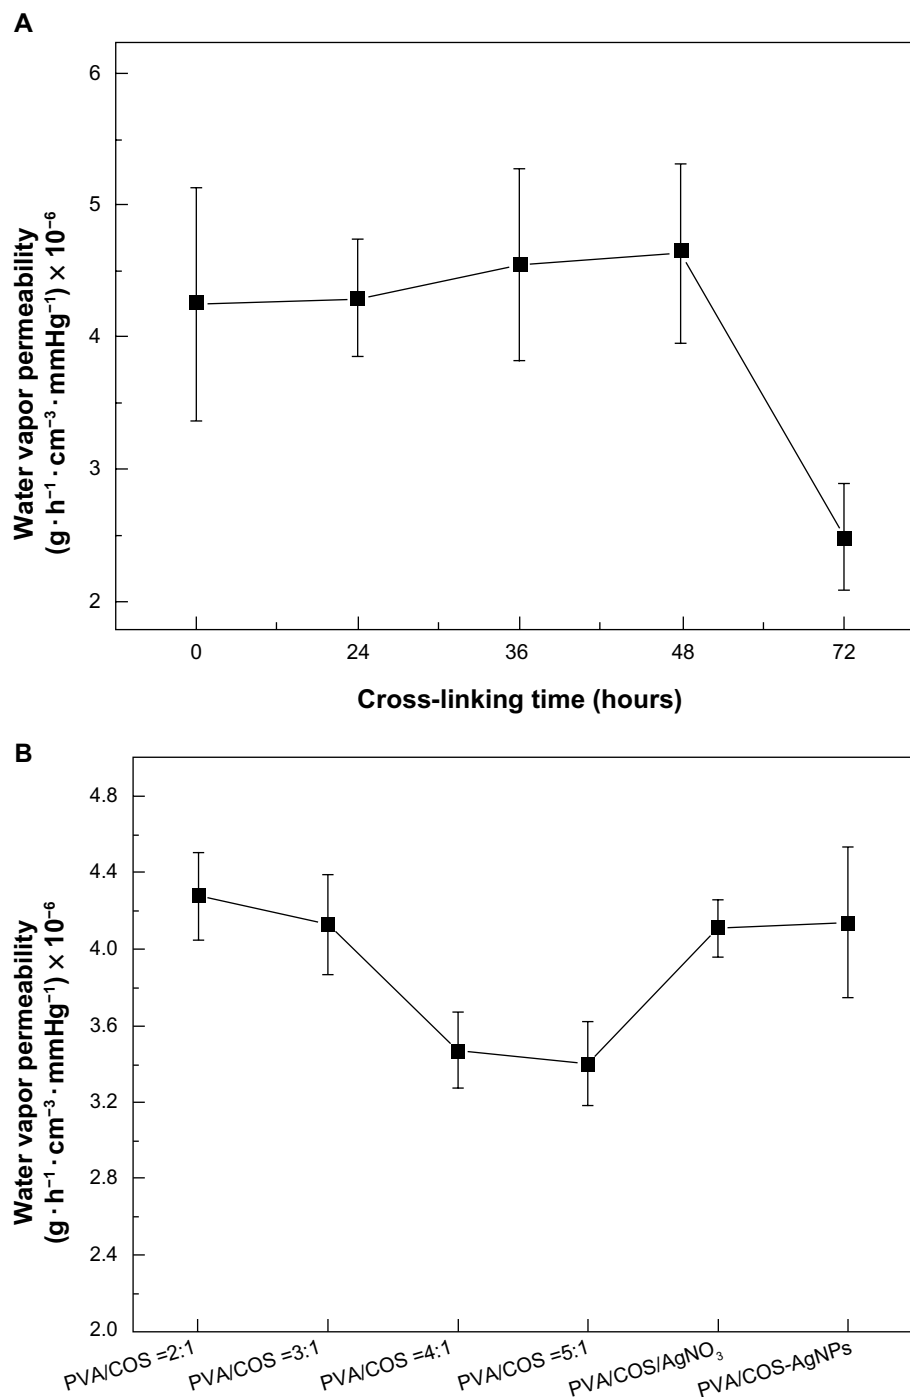 A
6
5
4
3
2
Water vapor permeability
(g · h⁻¹ · cm⁻³ · mmHg⁻¹) × 10⁻⁶
0 24 36 48 72
Cross-linking time (hours)
B
4.8
4.4
4.0
3.6
3.2
2.8
2.4
2.0
Water vapor permeability
(g · h⁻¹ · cm⁻³ · mmHg⁻¹) × 10⁻⁶
PVA/COS =2:1
PVA/COS =3:1
PVA/COS =4:1
PVA/COS =5:1
PVA/COS/AgNO₃
PVA/COS-AgNPs